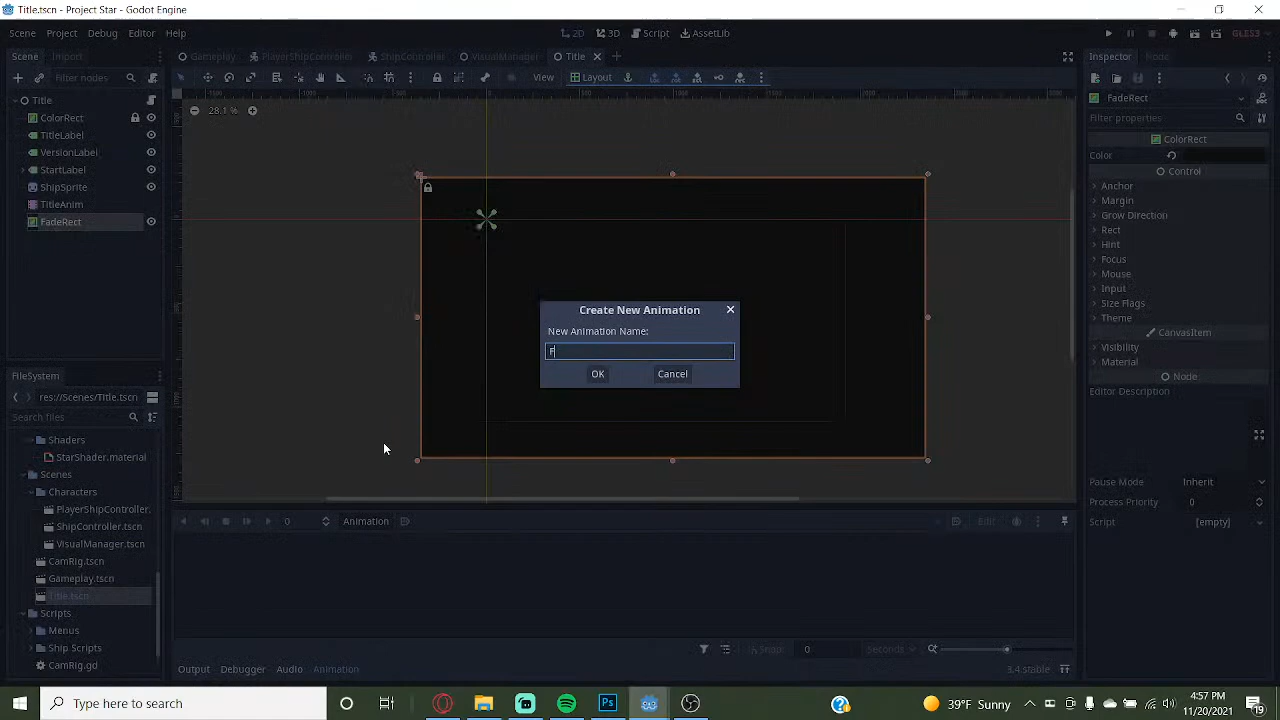 Title.tscn - Project Star - Godot Engine
Scene Project Debug Editor Help
2D 3D Script AssetLib
GLES3
Scene Import
Gameplay PlayerShipController ShipController VisualManager Title
Inspector Node
Filter nodes
View Layout
28.1 %
Title
ColorRect
TitleLabel
VersionLabel
StartLabel
ShipSprite
TitleAnim
FadeRect
FadeRect
Filter properties
ColorRect
Color
Control
Anchor
Margin
Grow Direction
Rect
Hint
Focus
Mouse
Input
Size Flags
Theme
CanvasItem
Visibility
Material
Node
Editor Description
Pause Mode Inherit
Process Priority 0
Script [empty]
Create New Animation
New Animation Name:
F
OK Cancel
FileSystem
res://Scenes/Title.tscn
Search files
Shaders
StarShader.material
Scenes
Characters
PlayerShipController.
ShipController.tscn
VisualManager.tscn
CamRig.tscn
Gameplay.tscn
Title.tscn
Scripts
Menus
Ship Scripts
CamRig.gd
0 Animation Edit
Snap: 0 Seconds
Output Debugger Audio Animation 3.4.stable
Type here to search
39°F Sunny
4:57 PM
11/20/2021